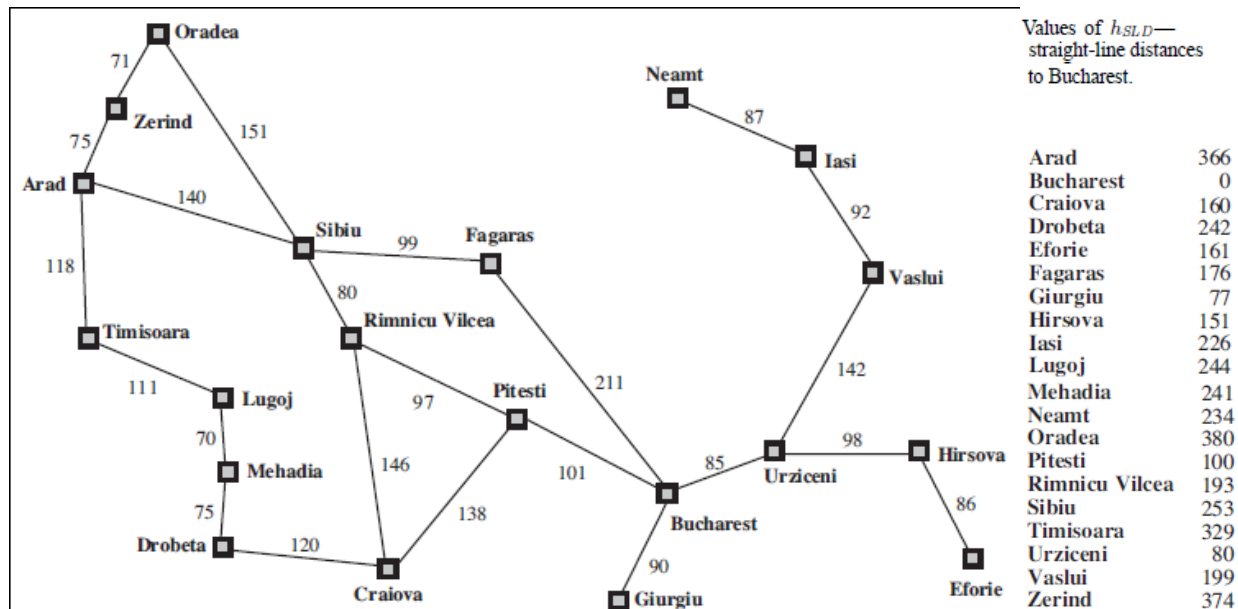 Oradea
71
Neamt
87
Zerind
151
75
Iasi
Arad
140
92
Sibiu
99
Fagaras
118
Vaslui
80
Timisoara
Rimnicu Vilcea
111
142
Lugoj
97
Pitesti
211
70
98
Hirsova
Mehadia
146
101
85
Urziceni
86
75
138
Bucharest
Drobeta
120
90
Craiova
Giurgiu
Eforie
Values of hSLD—
straight-line distances
to Bucharest.
Arad 366
Bucharest 0
Craiova 160
Drobeta 242
Eforie 161
Fagaras 176
Giurgiu 77
Hirsova 151
Iasi 226
Lugoj 244
Mehadia 241
Neamt 234
Oradea 380
Pitesti 100
Rimnicu Vilcea 193
Sibiu 253
Timisoara 329
Urziceni 80
Vaslui 199
Zerind 374